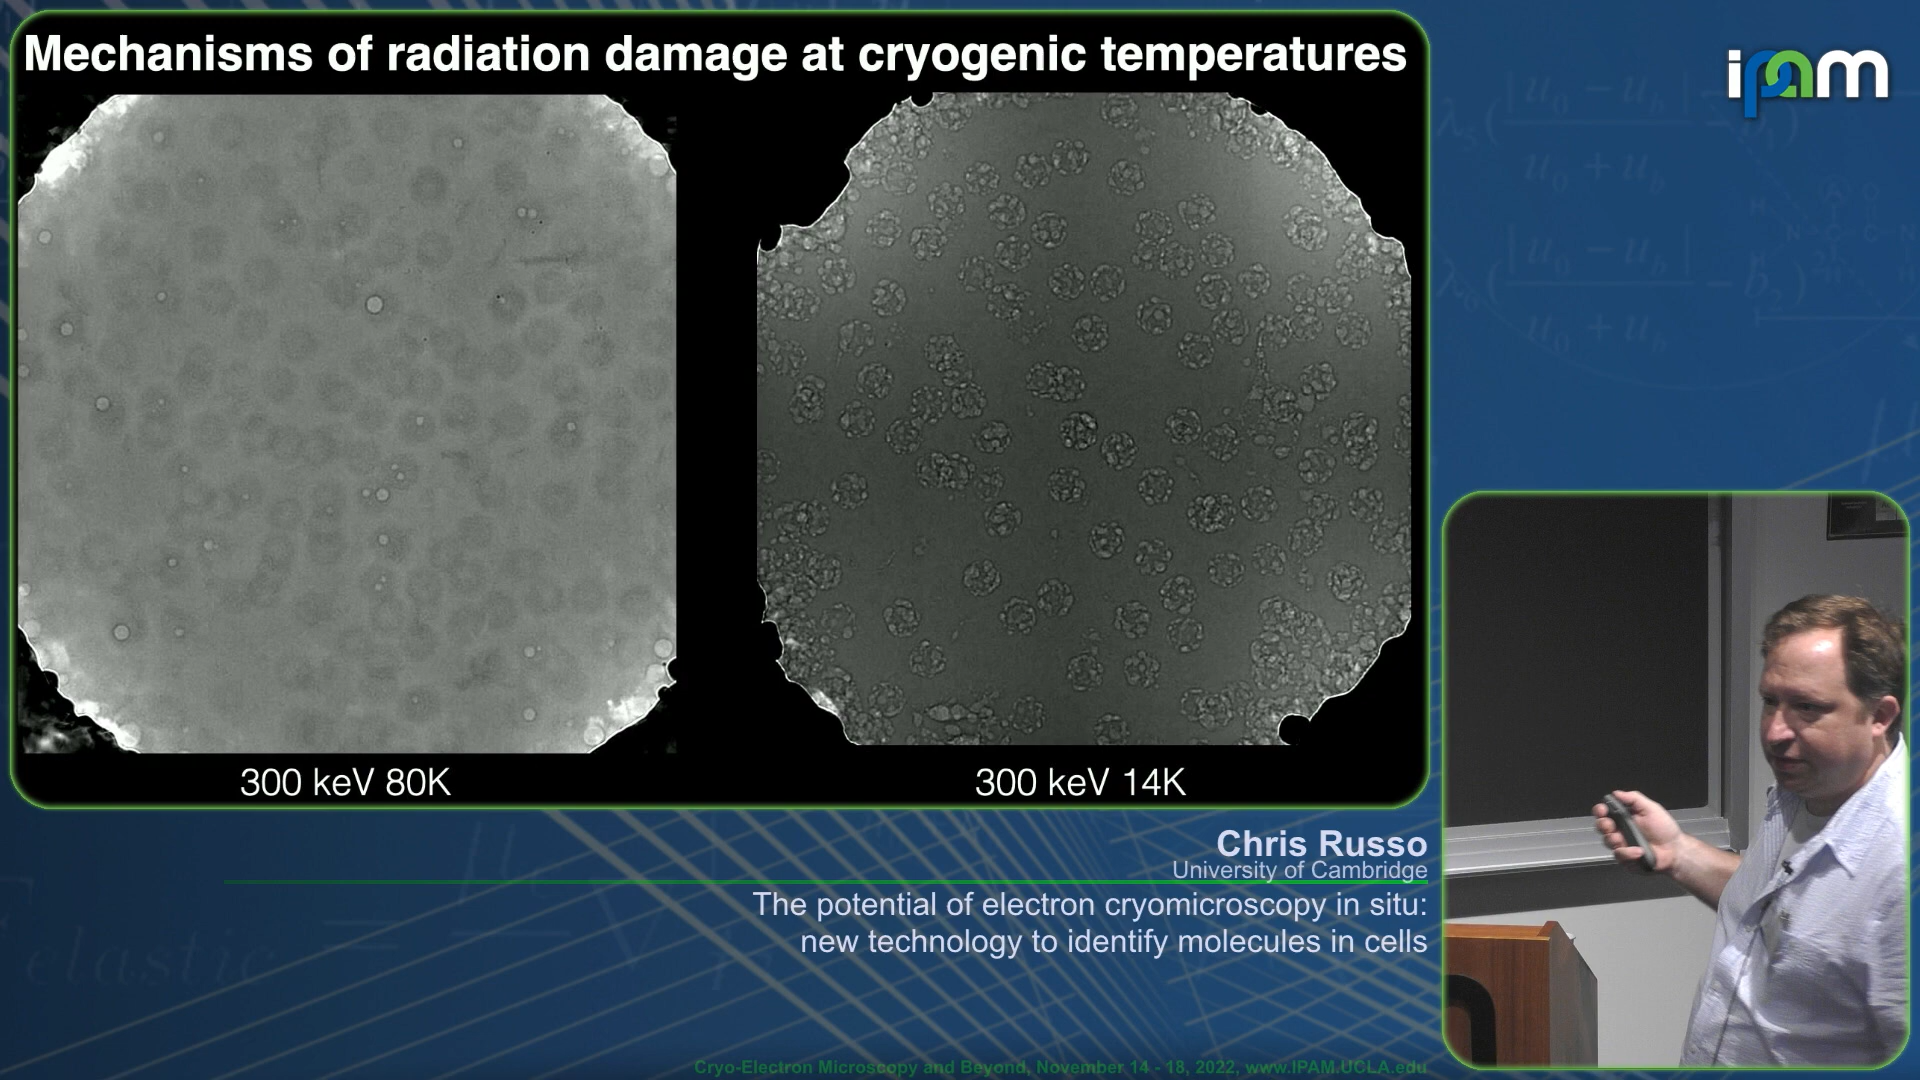 Mechanisms of radiation damage at cryogenic temperatures
ipam
300 keV 80K
300 keV 14K
Chris Russo
University of Cambridge
The potential of electron cryomicroscopy in situ:
new technology to identify molecules in cells
elastic
Cryo-Electron Microscopy and Beyond, November 14 - 18, 2022, www.IPAM.UCLA.edu